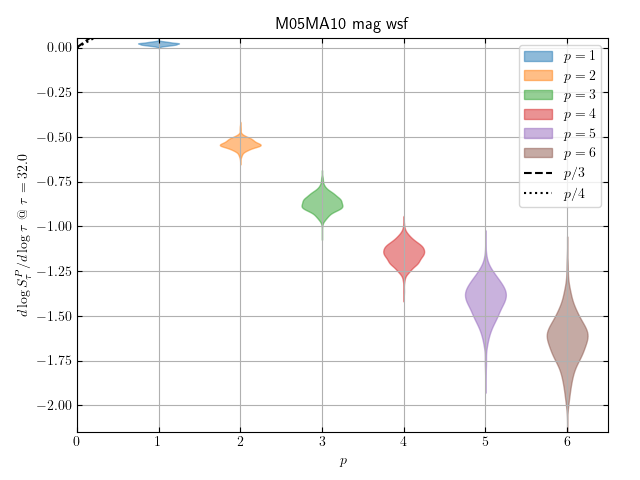 M05MA10 mag wsf
0.00
−0.25
−0.50
−0.75
−1.00
−1.25
−1.50
−1.75
−2.00
d log S_τ^P / d log τ @ τ = 32.0
0 1 2 3 4 5 6
p
p = 1
p = 2
p = 3
p = 4
p = 5
p = 6
p/3
p/4